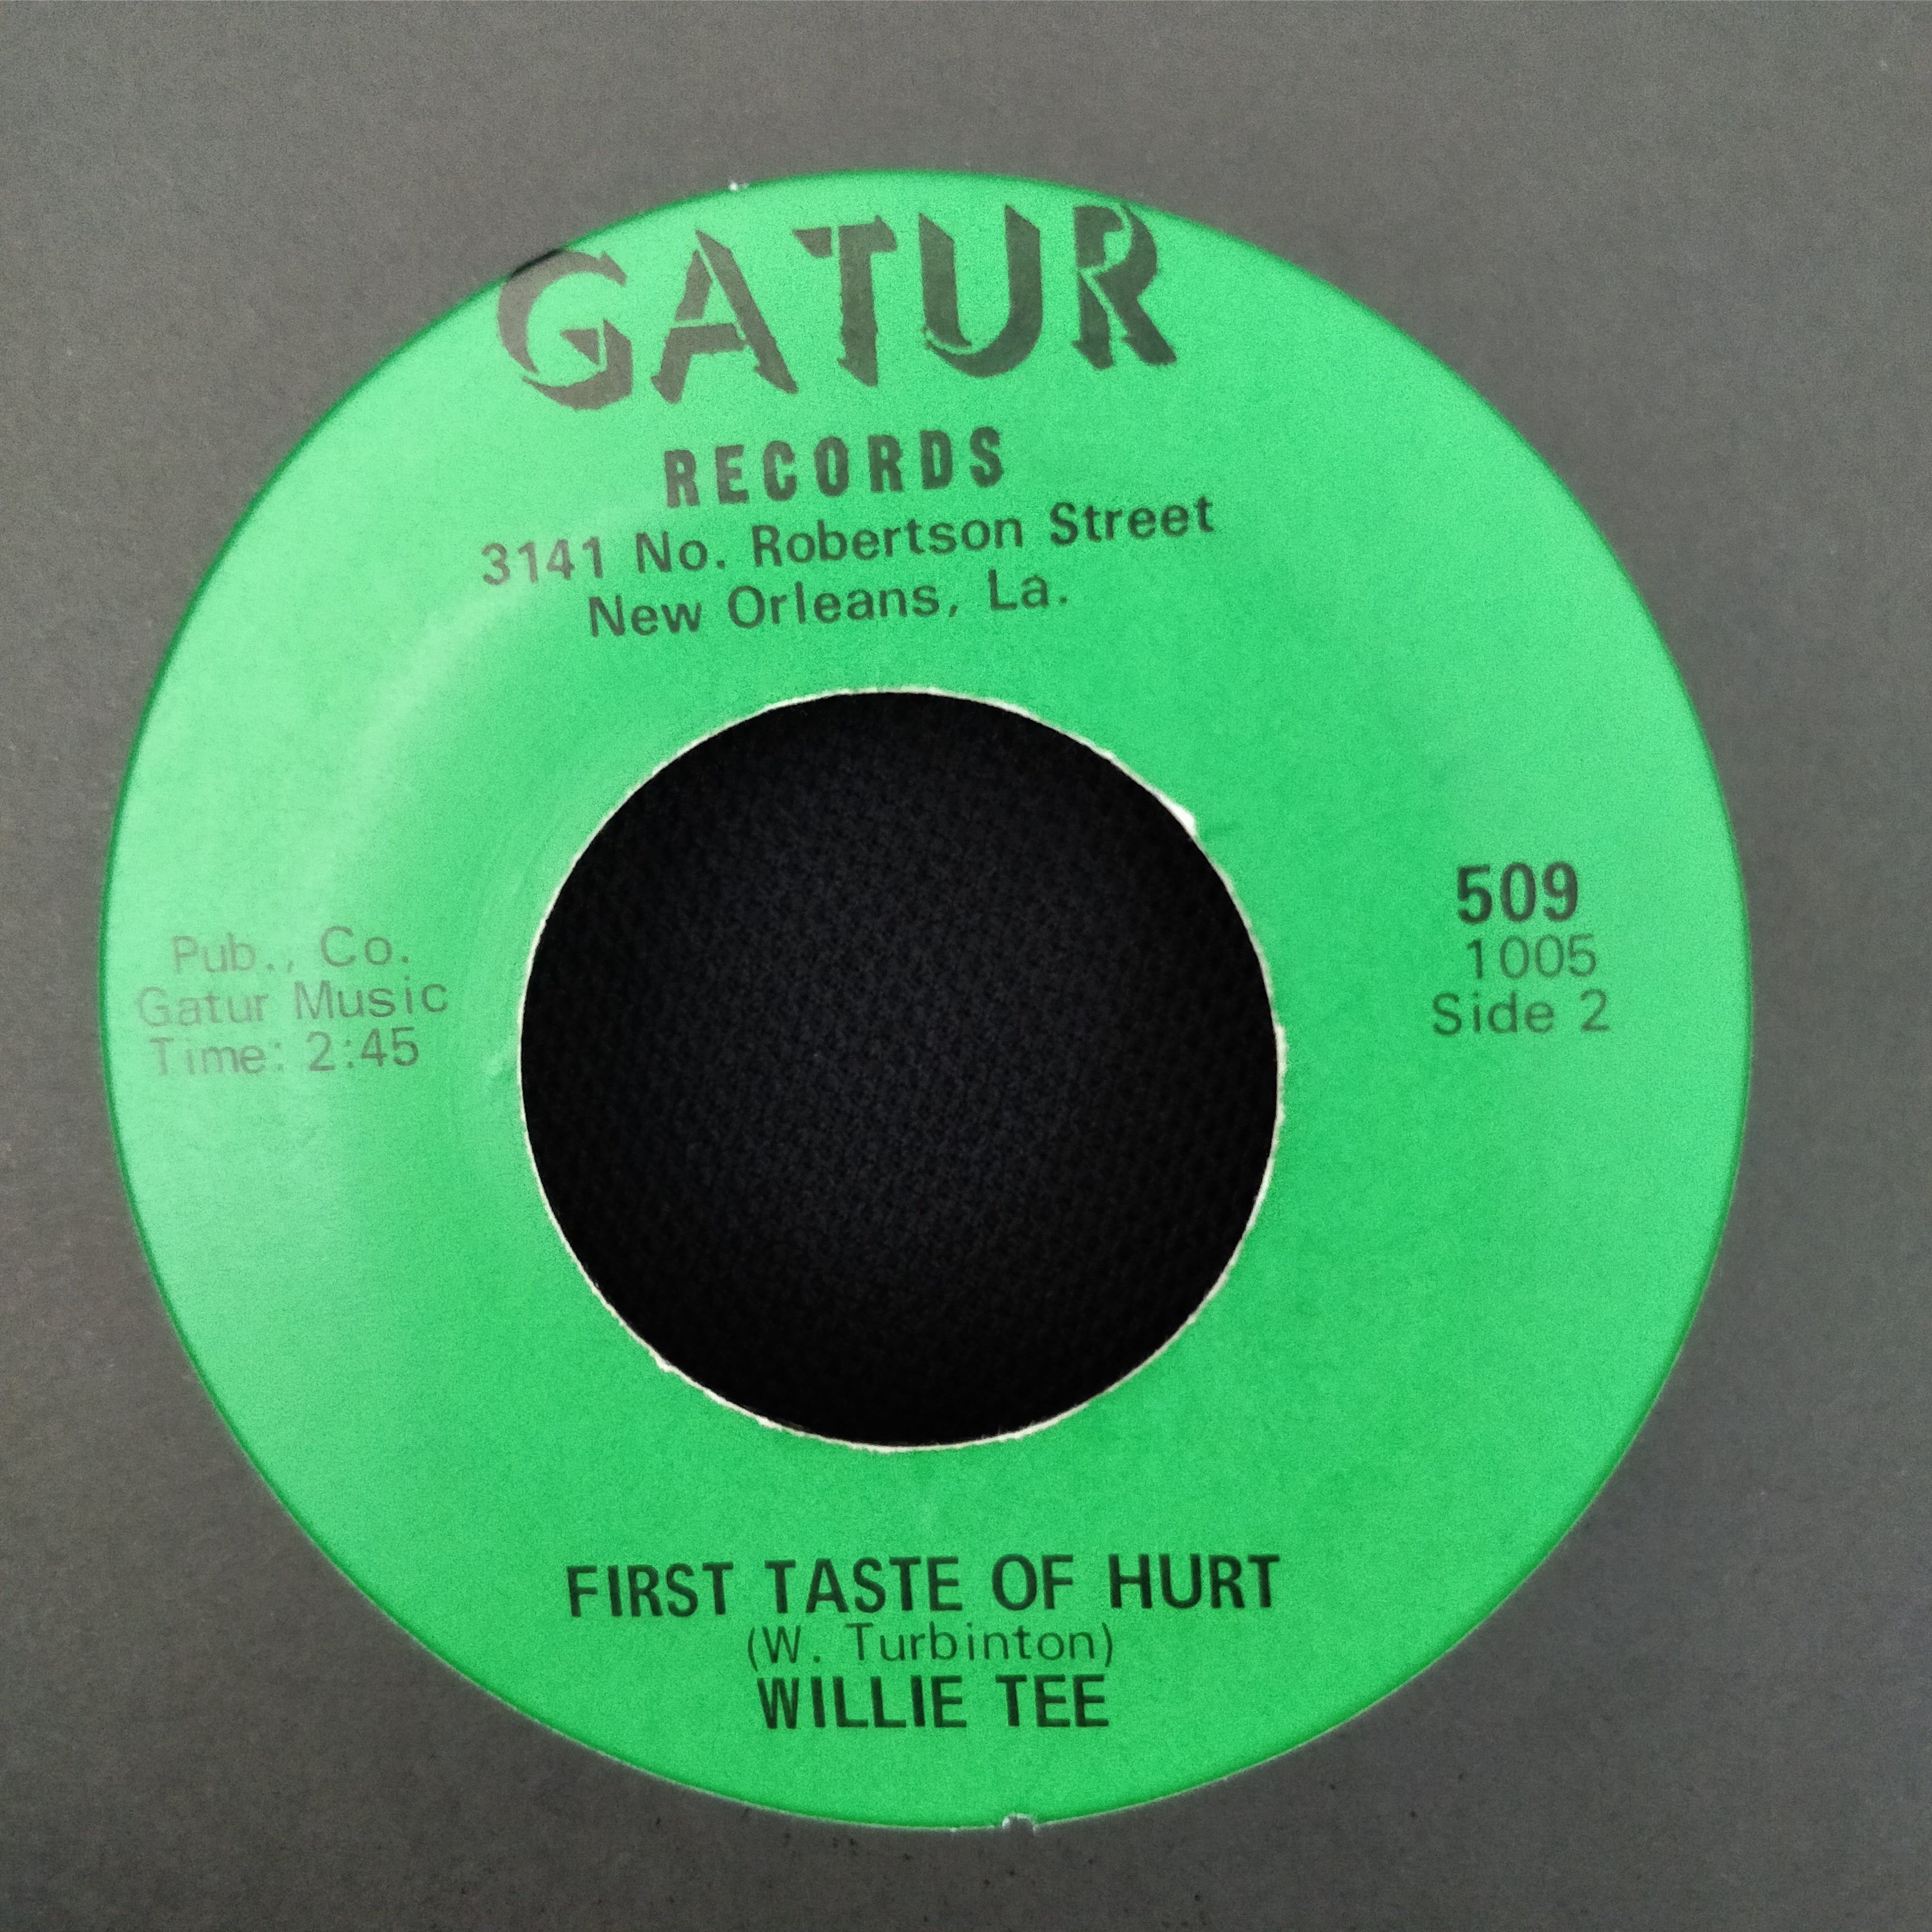 GATUR
RECORDS
3141 No. Robertson Street
New Orleans, La.
Pub., Co.
Gatur Music
Time: 2:45
509
1005
Side 2
FIRST TASTE OF HURT
(W. Turbinton)
WILLIE TEE